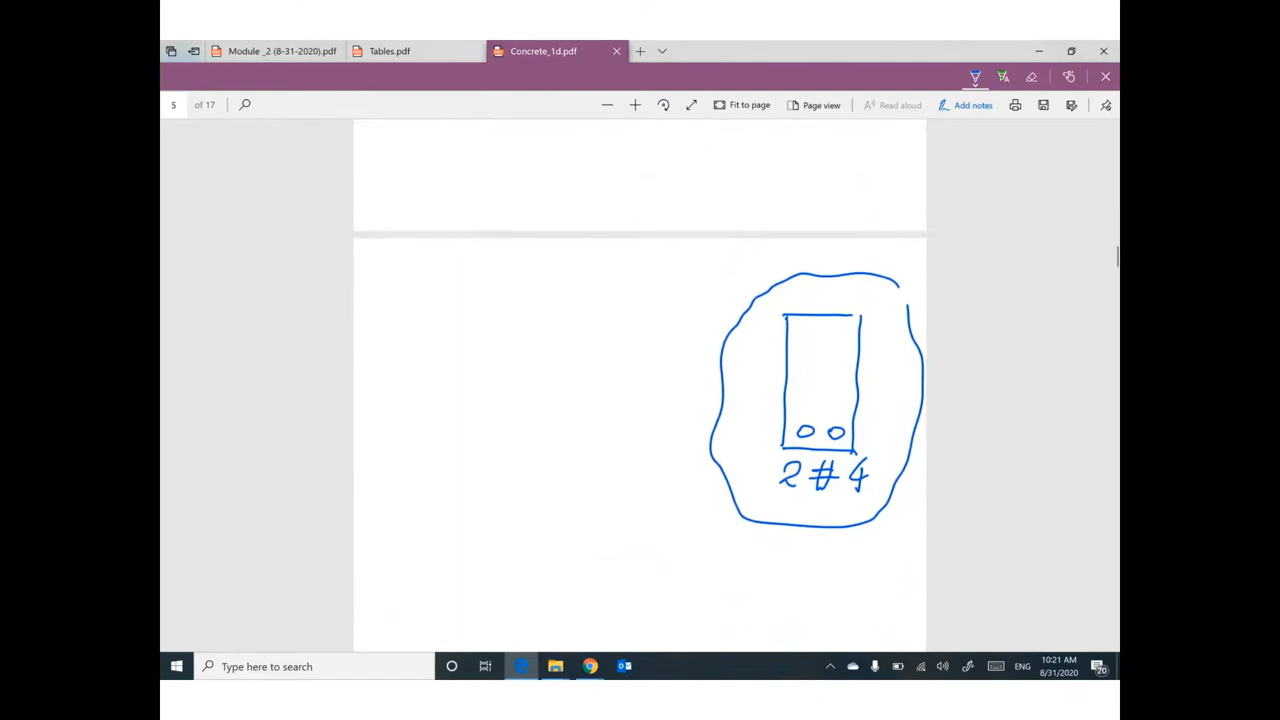 Module _2 (8-31-2020).pdf
Tables.pdf
Concrete_1d.pdf
5 of 17
Fit to page
Page view
Read aloud
Add notes
2 # 4
Type here to search
ENG
10:21 AM
8/31/2020
20